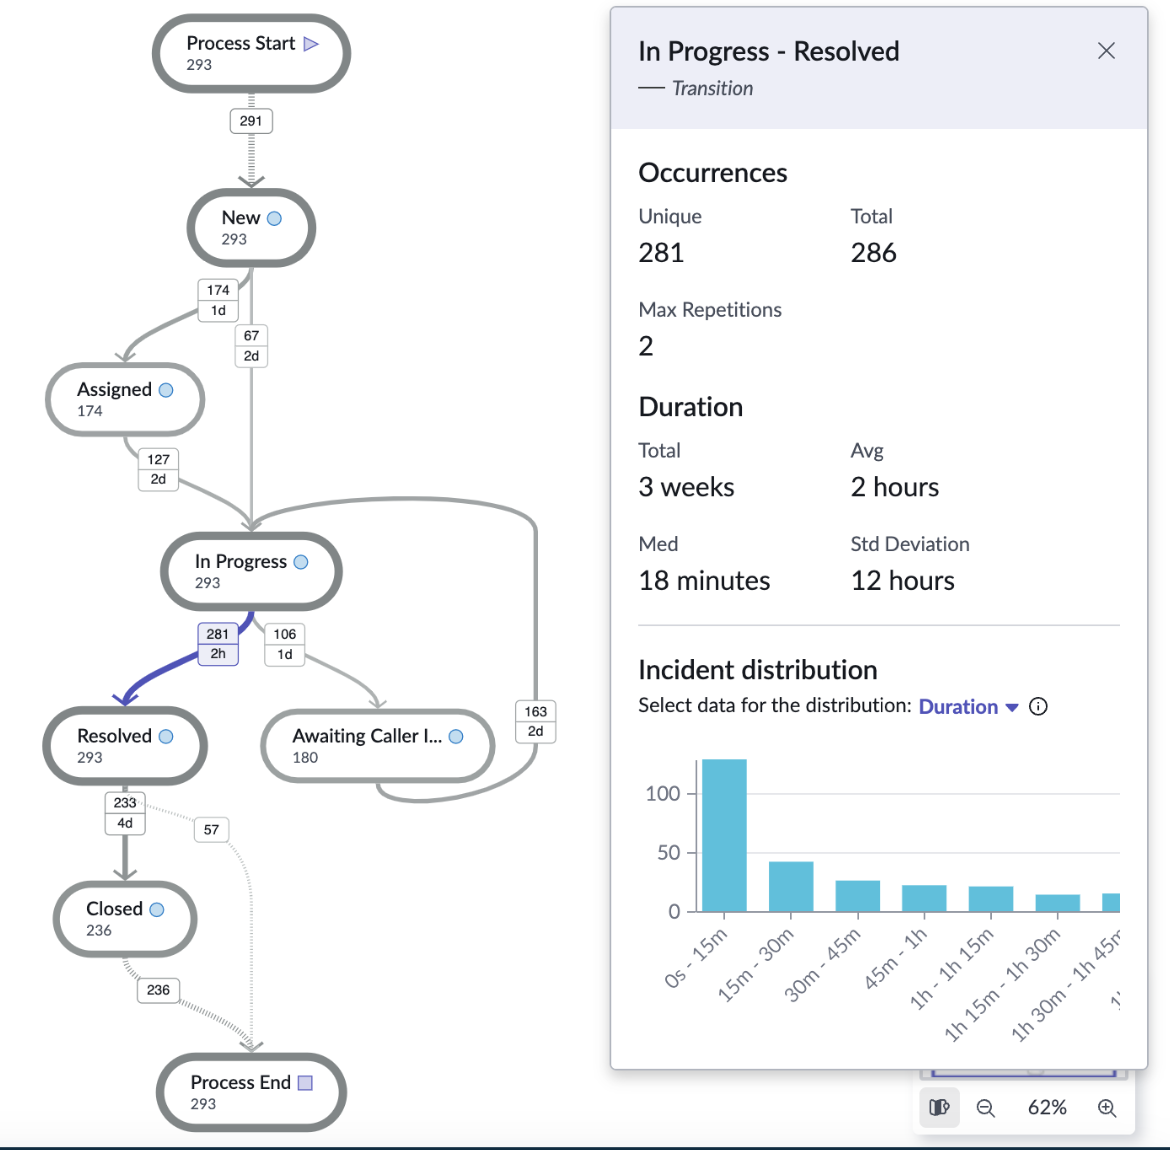 Process Start
293
291
New
293
174
1d
67
2d
Assigned
174
127
2d
In Progress
293
281
2h
106
1d
Resolved
293
Awaiting Caller I...
180
163
2d
233
4d
57
Closed
236
236
Process End
293
In Progress - Resolved
Transition
Occurrences
Unique Total
281 286
Max Repetitions
2
Duration
Total Avg
3 weeks 2 hours
Med Std Deviation
18 minutes 12 hours
Incident distribution
Select data for the distribution: Duration
100
50
0
0s - 15m
15m - 30m
30m - 45m
45m - 1h
1h - 1h 15m
1h 15m - 1h 30m
1h 30m - 1h 45m
62%